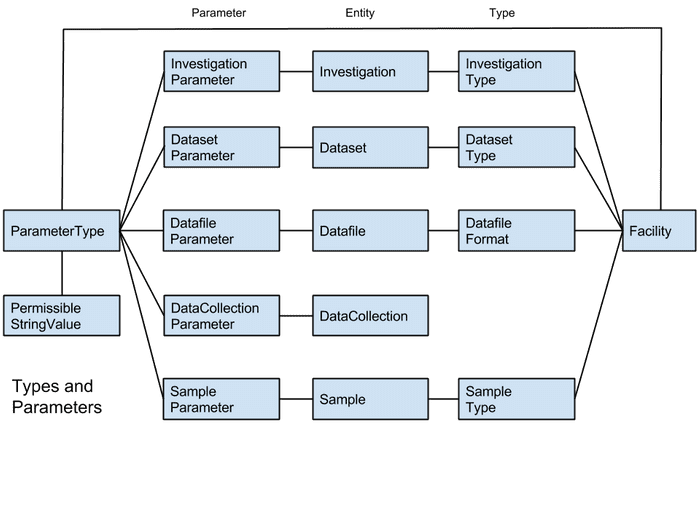 Parameter
Entity
Type
Investigation
Parameter
Investigation
Investigation
Type
Dataset
Parameter
Dataset
Dataset
Type
ParameterType
Datafile
Parameter
Datafile
Datafile
Format
Facility
Permissible
StringValue
DataCollection
Parameter
DataCollection
Types and
Parameters
Sample
Parameter
Sample
Sample
Type